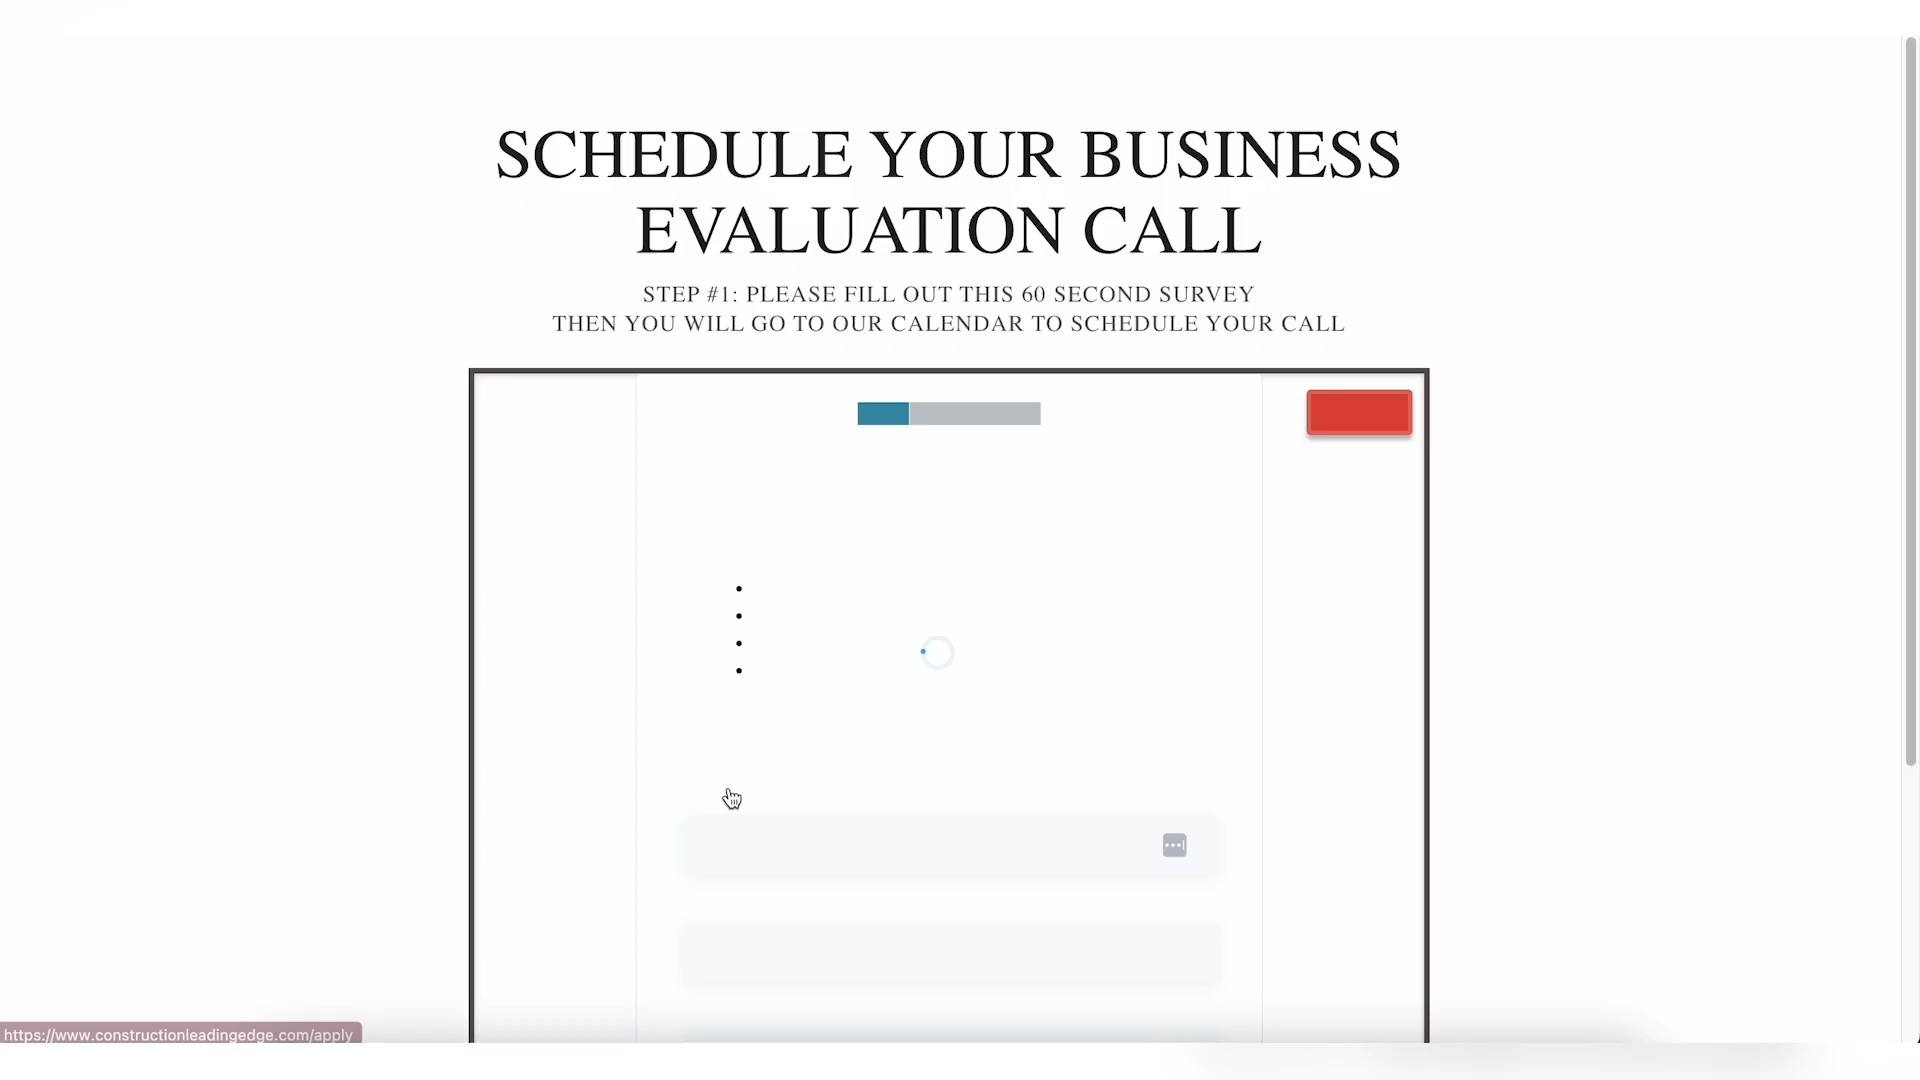 SCHEDULE YOUR BUSINESS
EVALUATION CALL
STEP #1: PLEASE FILL OUT THIS 60 SECOND SURVEY
THEN YOU WILL GO TO OUR CALENDAR TO SCHEDULE YOUR CALL
https://www.constructionleadingedge.com/apply